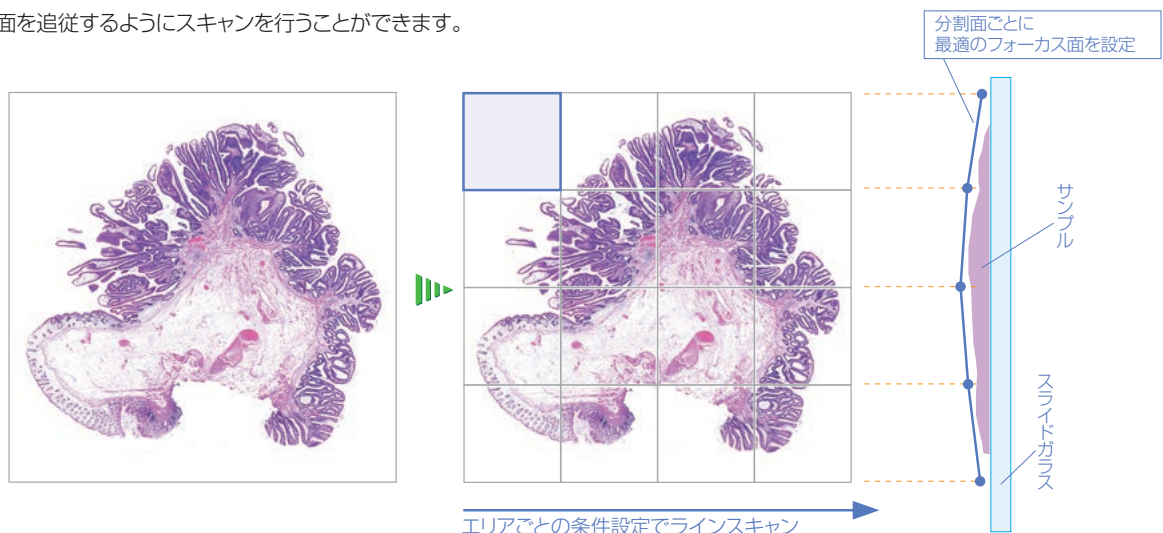 面を追従するようにスキャンを行うことができます。
分割面ごとに
最適のフォーカス面を設定
サンプル
スライドガラス
エリアごとの条件設定でラインスキャン